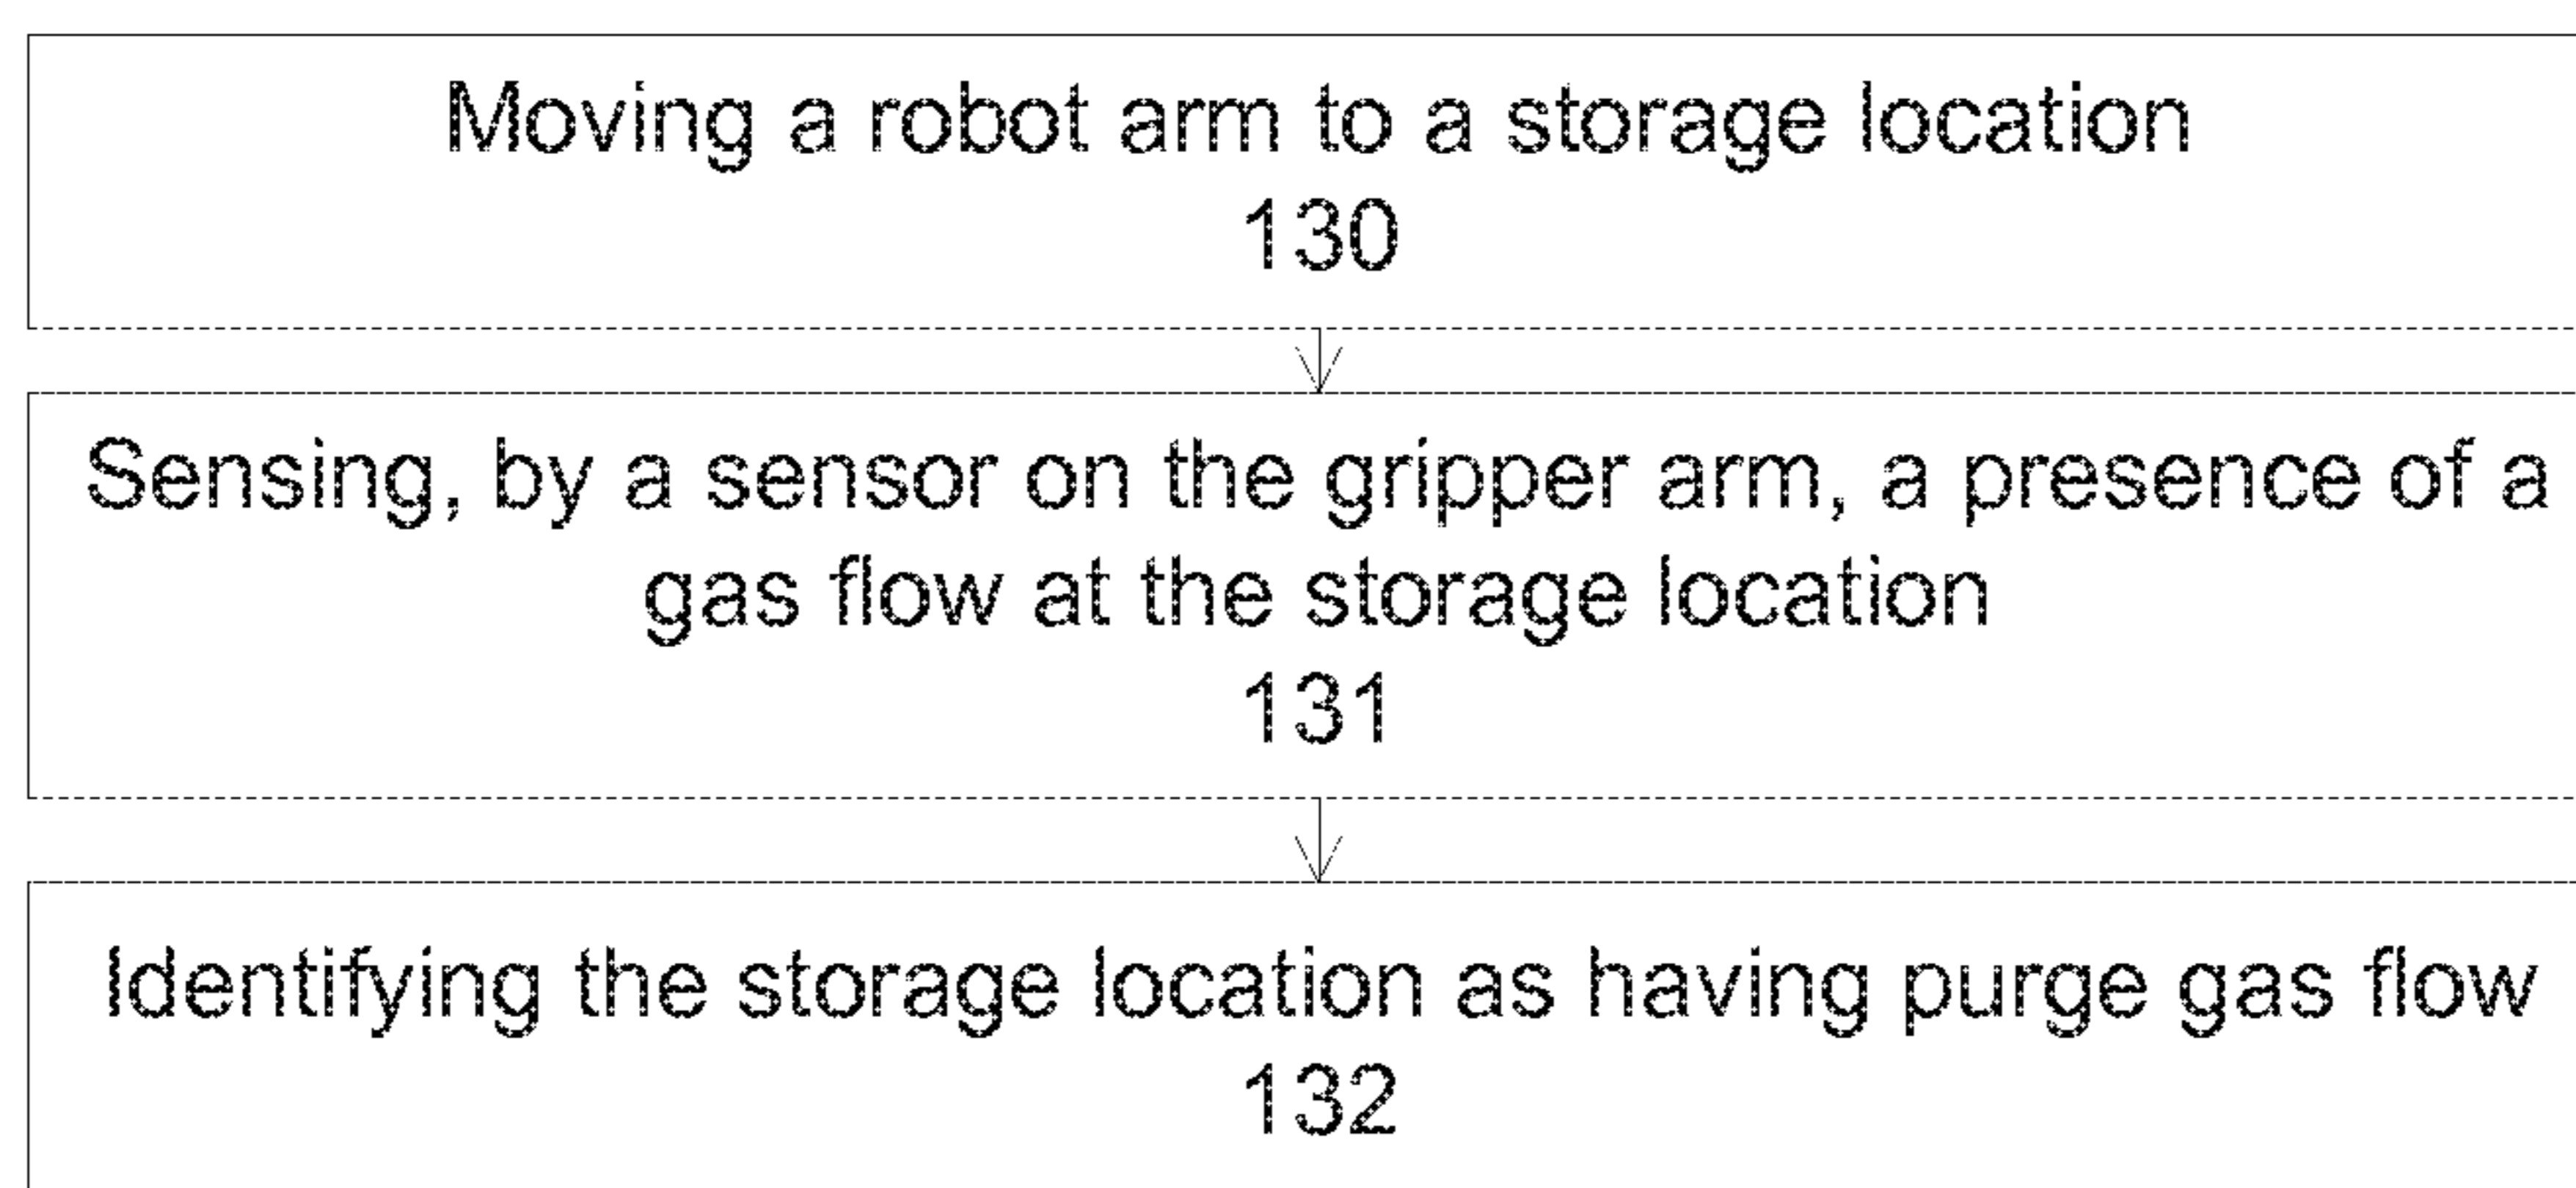 Moving a robot arm to a storage location
130
Sensing, by a sensor on the gripper arm, a presence of a
gas flow at the storage location
131
Identifying the storage location as having purge gas flow
132